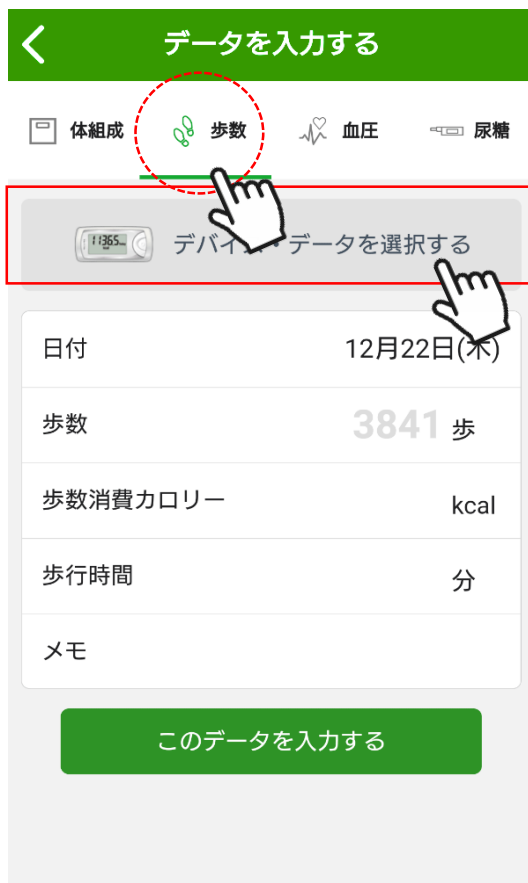 データを入力する
体組成 歩数 血圧 尿糖
デバイス・データを選択する
日付 12月22日(木)
歩数 3841 歩
歩数消費カロリー kcal
歩行時間 分
メモ
このデータを入力する